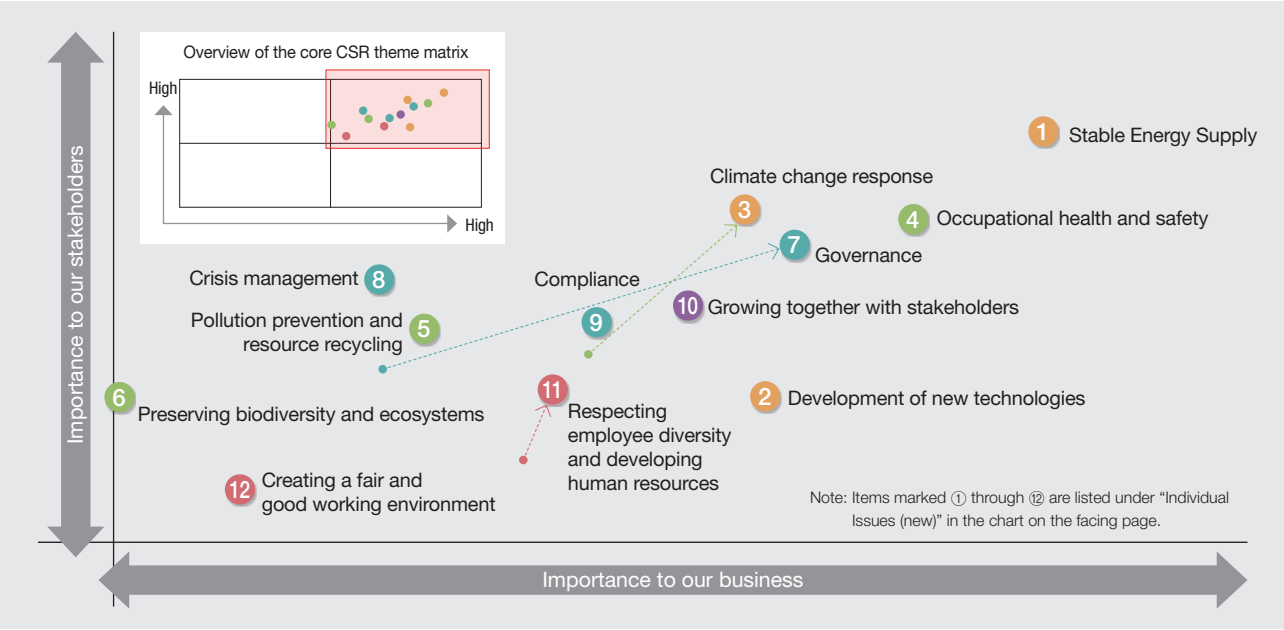 Overview of the core CSR theme matrix
High
High
Importance to our stakeholders
1
Stable Energy Supply
Climate change response
3
4
Occupational health and safety
7
Governance
Crisis management
8
Compliance
10
Growing together with stakeholders
Pollution prevention and
resource recycling
5
9
6
Preserving biodiversity and ecosystems
11
Respecting
employee diversity
and developing
human resources
2
Development of new technologies
12
Creating a fair and
good working environment
Note: Items marked ① through ⑫ are listed under “Individual
Issues (new)” in the chart on the facing page.
Importance to our business